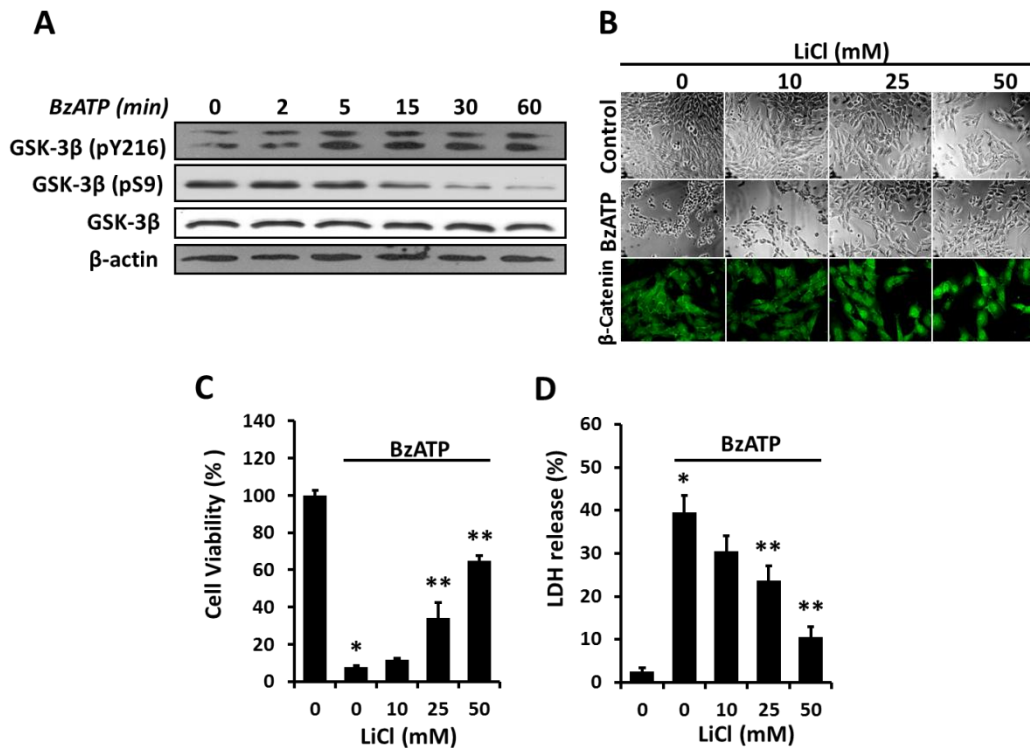 A
BzATP (min) 0 2 5 15 30 60
GSK-3β (pY216)
GSK-3β (pS9)
GSK-3β
β-actin
B
LiCl (mM)
0 10 25 50
Control
BzATP
β-Catenin
C
Cell Viability (%)
140
120
100
80
60
40
20
0
BzATP
*
**
**
0 0 10 25 50
LiCl (mM)
D
LDH release (%)
60
50
40
30
20
10
0
BzATP
*
**
**
0 0 10 25 50
LiCl (mM)